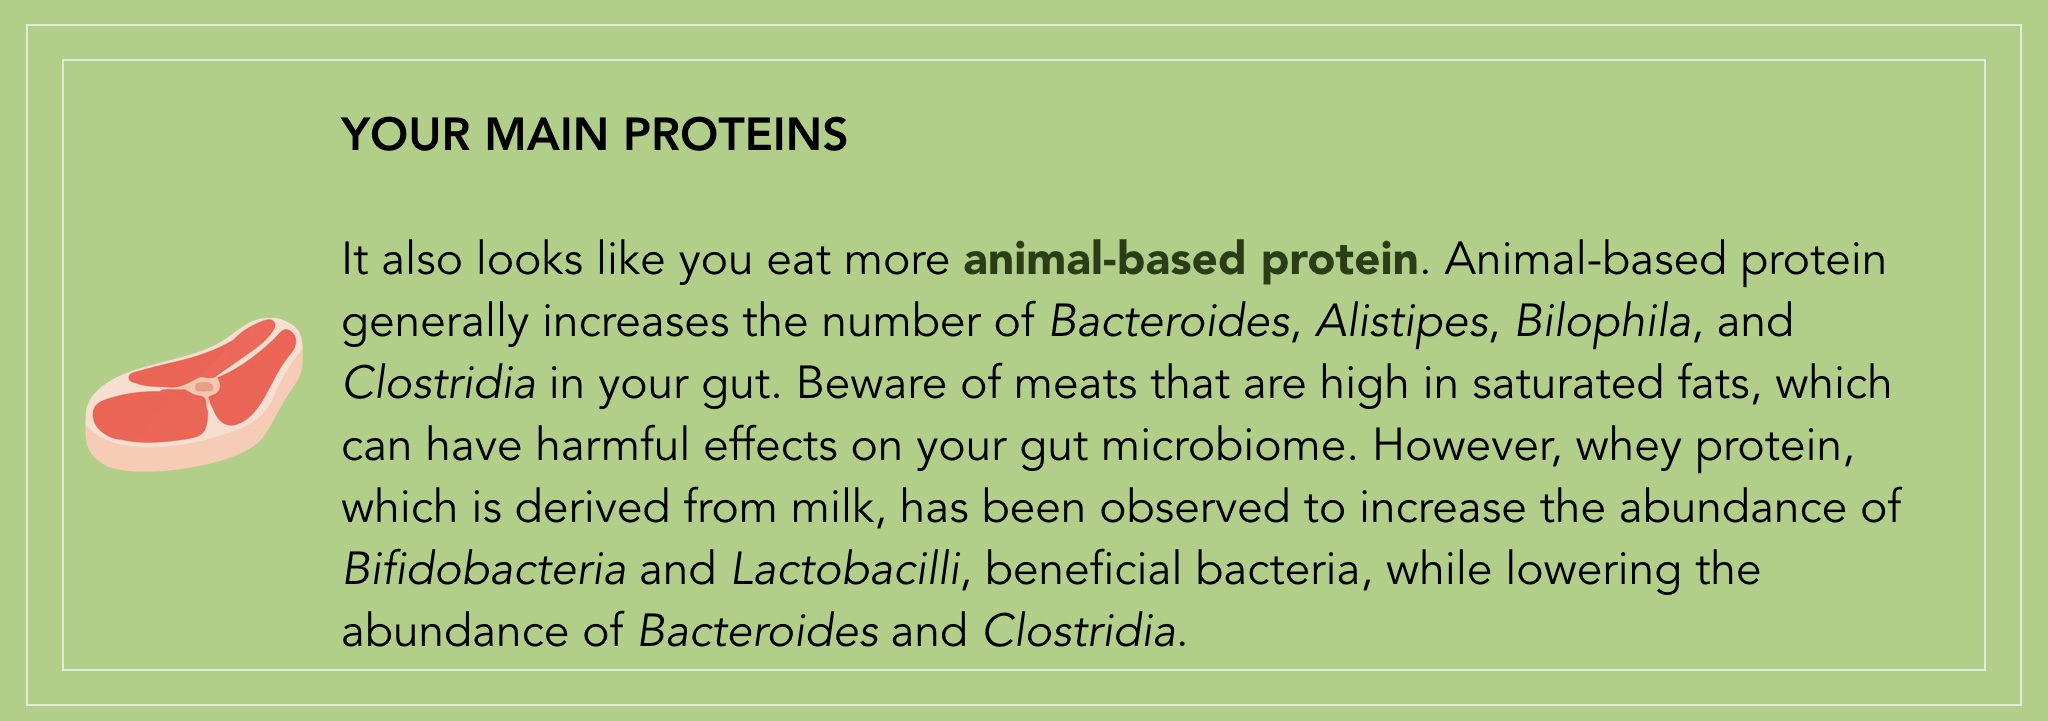 YOUR MAIN PROTEINS
It also looks like you eat more animal-based protein. Animal-based protein
generally increases the number of Bacteroides, Alistipes, Bilophila, and
Clostridia in your gut. Beware of meats that are high in saturated fats, which
can have harmful effects on your gut microbiome. However, whey protein,
which is derived from milk, has been observed to increase the abundance of
Bifidobacteria and Lactobacilli, beneficial bacteria, while lowering the
abundance of Bacteroides and Clostridia.